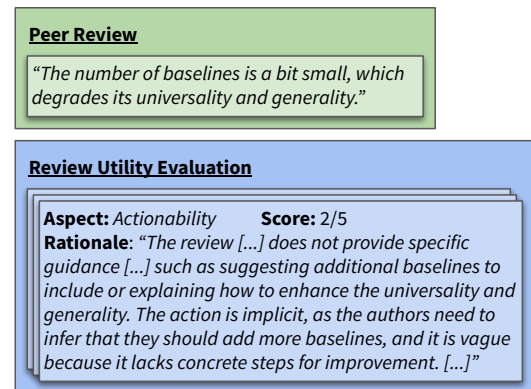 Peer Review
“The number of baselines is a bit small, which
degrades its universality and generality.”
Review Utility Evaluation
Aspect: Actionability Score: 2/5
Rationale: “The review [...] does not provide specific
guidance [...] such as suggesting additional baselines to
include or explaining how to enhance the universality and
generality. The action is implicit, as the authors need to
infer that they should add more baselines, and it is vague
because it lacks concrete steps for improvement. [...]”